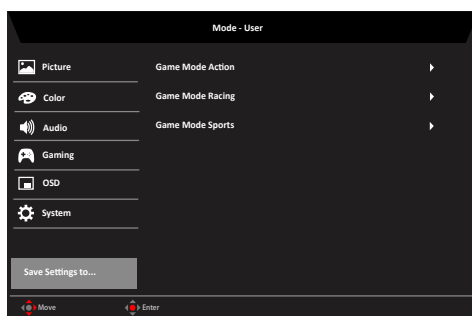 Mode - User
Picture
Game Mode Action
Color
Game Mode Racing
Audio
Game Mode Sports
Gaming
OSD
System
Save Settings to...
Move Enter